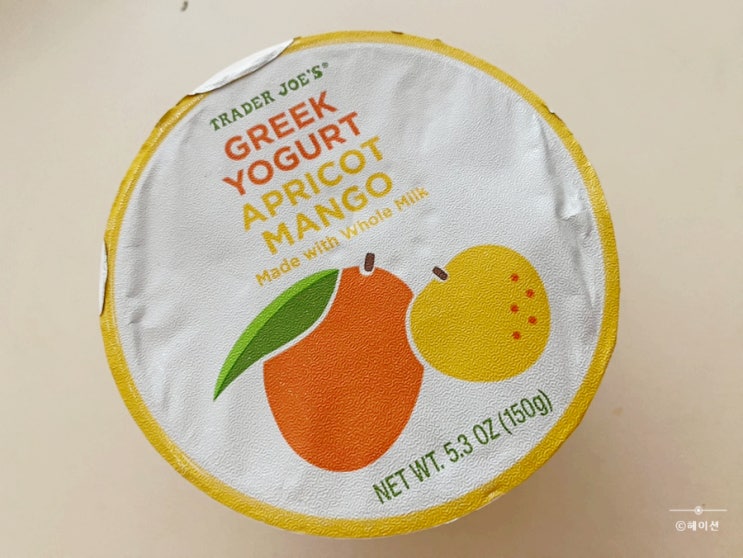 TRADER JOE'S®
GREEK
YOGURT
APRICOT
MANGO
Made with Whole Milk
NET WT. 5.3 OZ (150g)
©헤이션